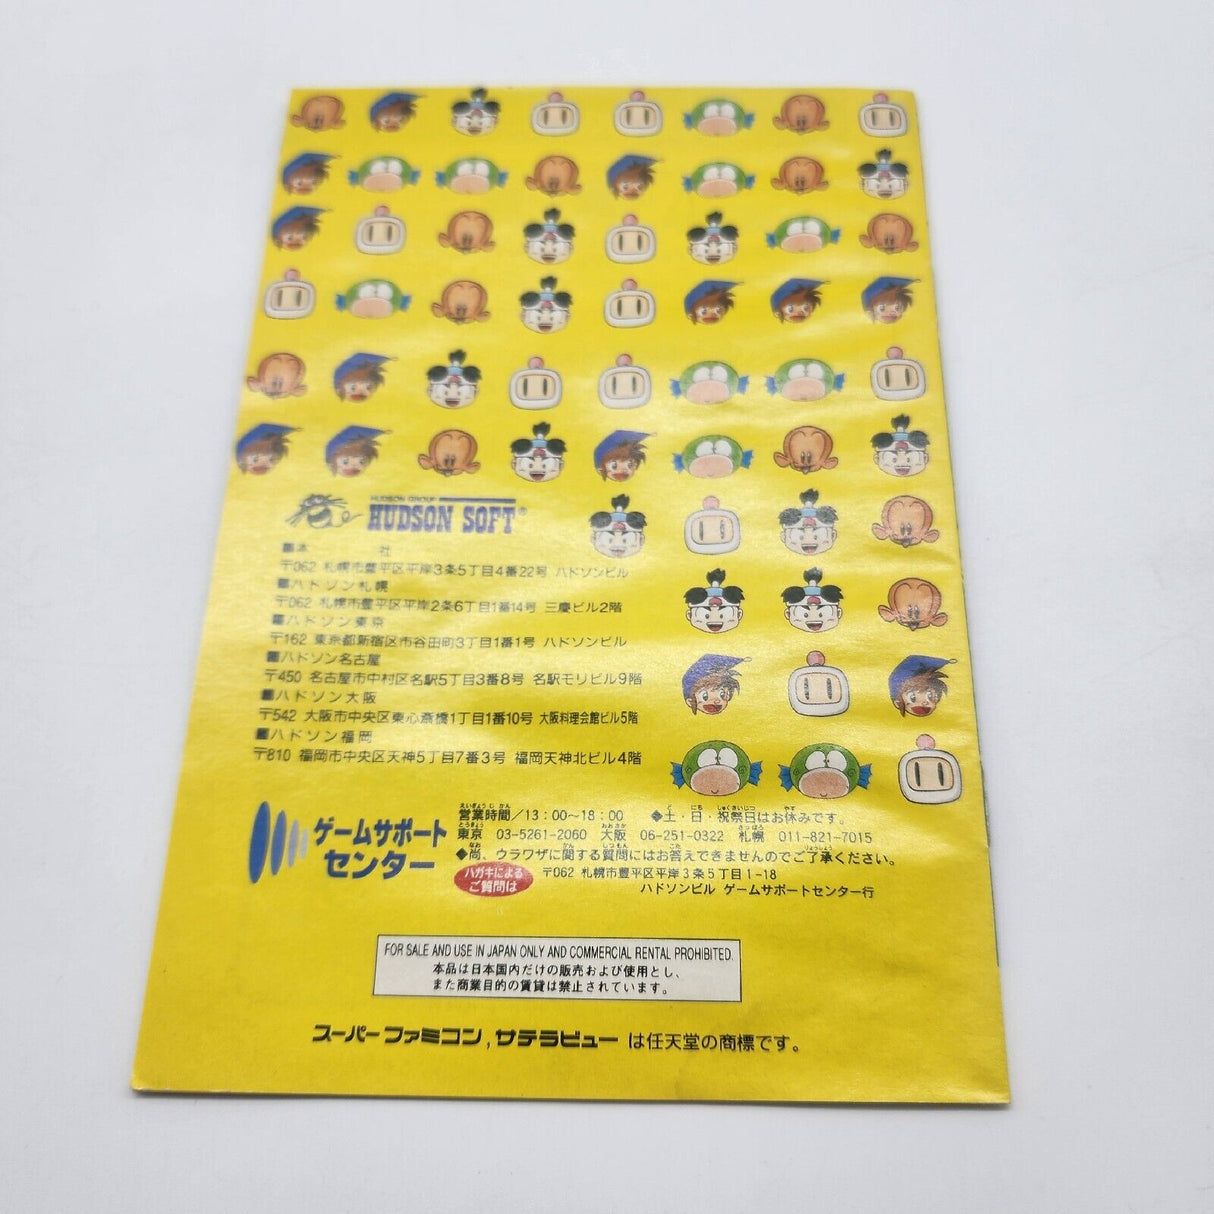 HUDSON GROUP
HUDSON SOFT®
■本 社
〒062 札幌市豊平区平岸3条5丁目4番22号 ハドソンビル
■ハドソン札幌
〒062 札幌市豊平区平岸2条6丁目1番14号 三慶ビル2階
■ハドソン東京
〒162 東京都新宿区市谷田町3丁目1番1号 ハドソンビル
■ハドソン名古屋
〒450 名古屋市中村区名駅5丁目3番8号 名駅モリビル9階
■ハドソン大阪
〒542 大阪市中央区東心斎橋1丁目1番10号 大阪料理会館ビル5階
■ハドソン福岡
〒810 福岡市中央区天神5丁目7番3号 福岡天神北ビル4階
ゲームサポート
センター
営業時間/13:00〜18:00 ◆土・日・祝祭日はお休みです。
東京 03-5261-2060 大阪 06-251-0322 札幌 011-821-7015
◆尚、ウラワザに関する質問にはお答えできませんのでご了承ください。
ハガキによる
ご質問は
〒062 札幌市豊平区平岸3条5丁目1-18
ハドソンビル ゲームサポートセンター行
FOR SALE AND USE IN JAPAN ONLY AND COMMERCIAL RENTAL PROHIBITED.
本品は日本国内だけの販売および使用とし、
また商業目的の賃貸は禁止されています。
スーパーファミコン,サテラビューは任天堂の商標です。